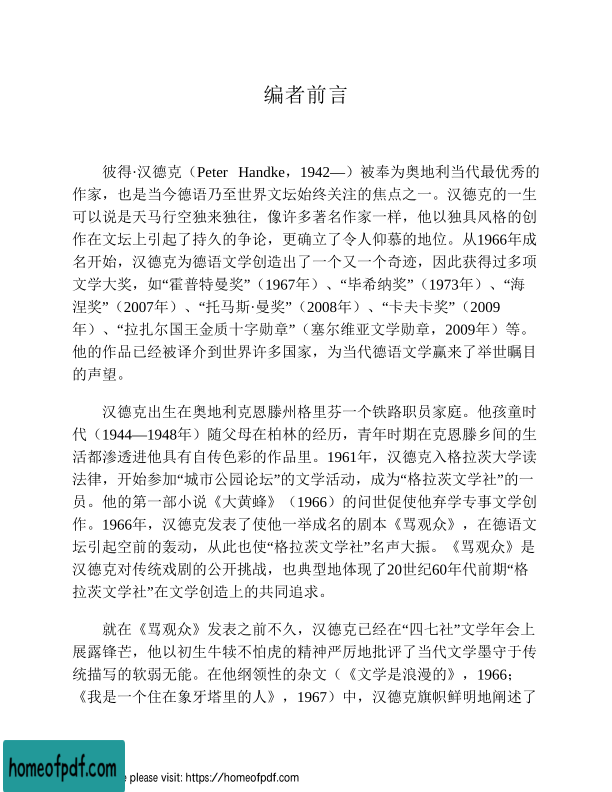 编者前言
彼得·汉德克（Peter Handke，1942—）被奉为奥地利当代最优秀的
作家，也是当今德语乃至世界文坛始终关注的焦点之一。汉德克的一生
可以说是天马行空独来独往，像许多著名作家一样，他以独具风格的创
作在文坛上引起了持久的争论，更确立了令人仰慕的地位。从1966年成
名开始，汉德克为德语文学创造出了一个又一个奇迹，因此获得过多项
文学大奖，如“霍普特曼奖”（1967年）、“毕希纳奖”（1973年）、“海
涅奖”（2007年）、“托马斯·曼奖”（2008年）、“卡夫卡奖”（2009
年）、“拉扎尔国王金质十字勋章”（塞尔维亚文学勋章，2009年）等。
他的作品已经被译介到世界许多国家，为当代德语文学赢来了举世瞩目
的声望。
汉德克出生在奥地利克恩滕州格里芬一个铁路职员家庭。他孩童时
代（1944—1948年）随父母在柏林的经历，青年时期在克恩滕乡间的生
活都渗透进他具有自传色彩的作品里。1961年，汉德克入格拉茨大学读
法律，开始参加“城市公园论坛”的文学活动，成为“格拉茨文学社”的一
员。他的第一部小说《大黄蜂》（1966）的问世促使他弃学专事文学创
作。1966年，汉德克发表了使他一举成名的剧本《骂观众》，在德语文
坛引起空前的轰动，从此也使“格拉茨文学社”名声大振。《骂观众》是
汉德克对传统戏剧的公开挑战，也典型地体现了20世纪60年代前期“格
拉茨文学社”在文学创造上的共同追求。
就在《骂观众》发表之前不久，汉德克已经在“四七社”文学年会上
展露锋芒，他以初生牛犊不怕虎的精神严厉地批评了当代文学墨守于传
统描写的软弱无能。在他纲领性的杂文（《文学是浪漫的》，1966；
《我是一个住在象牙塔里的人》，1967）中，汉德克旗帜鲜明地阐述了
homeofpdf.com
please visit: https://homeofpdf.com